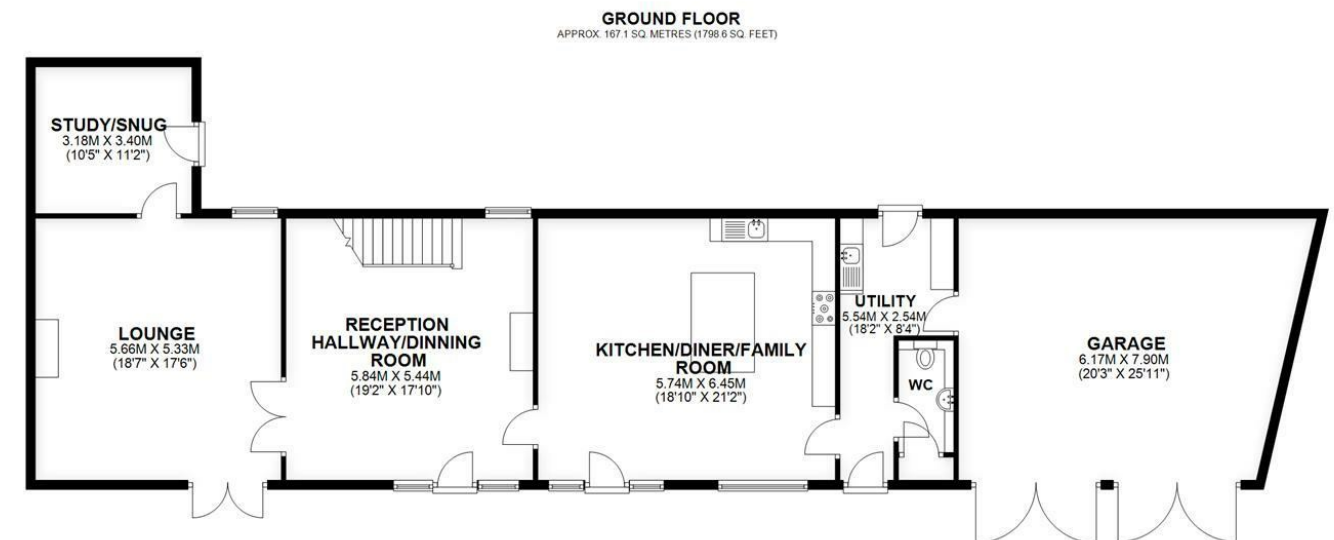 GROUND FLOOR
APPROX. 167.1 SQ. METRES (1798.6 SQ. FEET)
STUDY/SNUG
3.18M X 3.40M
(10'5" X 11'2")
LOUNGE
5.66M X 5.33M
(18'7" X 17'6")
RECEPTION
HALLWAY/DINNING
ROOM
5.84M X 5.44M
(19'2" X 17'10")
KITCHEN/DINER/FAMILY
ROOM
5.74M X 6.45M
(18'10" X 21'2")
UTILITY
5.54M X 2.54M
(18'2" X 8'4")
WC
GARAGE
6.17M X 7.90M
(20'3" X 25'11")